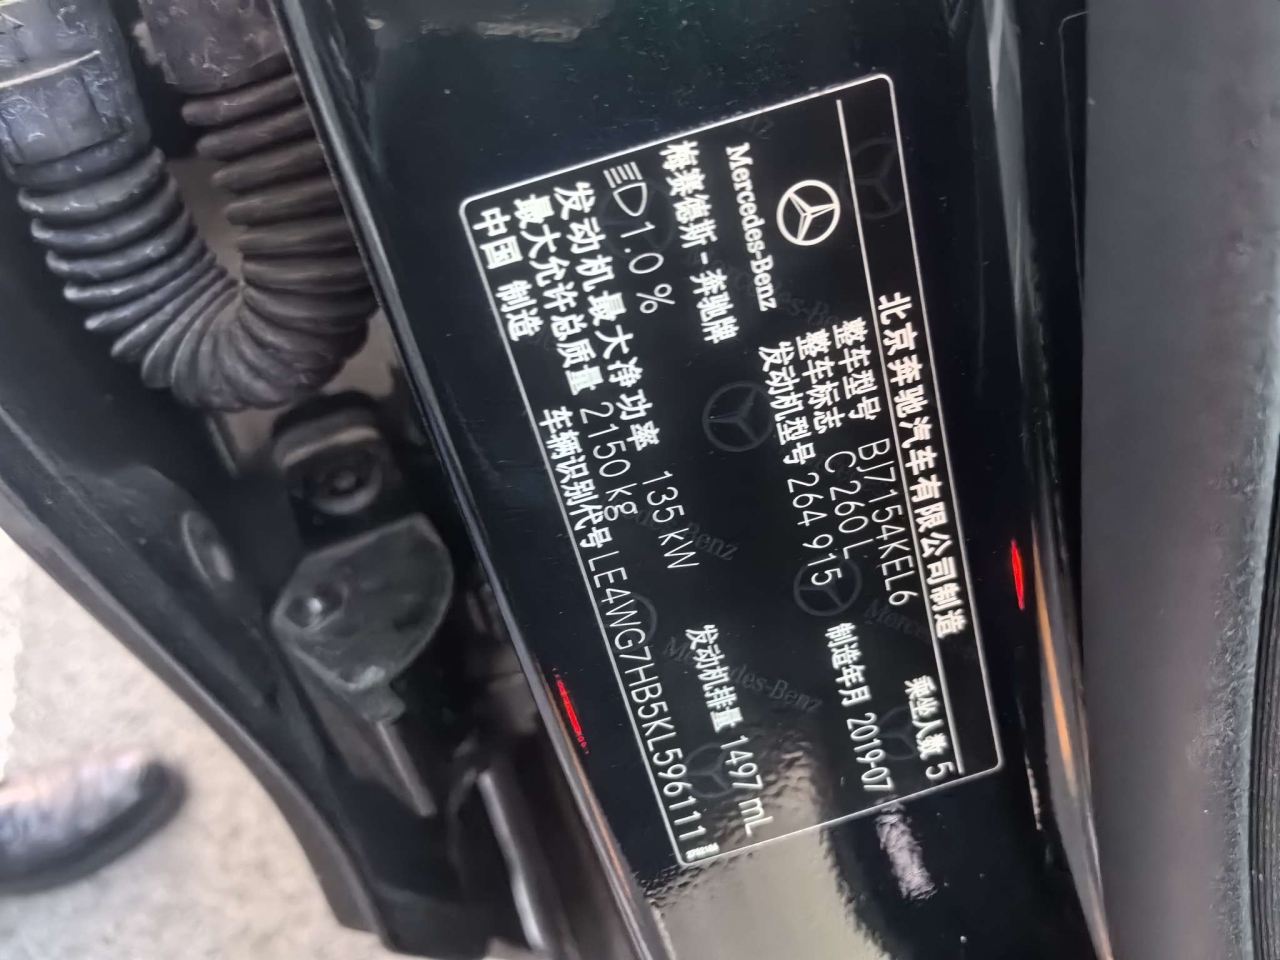 北京奔驰汽车有限公司制造
乘坐人数 5
Mercedes-Benz
梅赛德斯-奔驰牌
整车型号 BJ7154KEL6
整车标志 C 260 L
发动机型号 264 915
制造年月 2019-07
1.0 %
发动机最大净功率 135 kW
发动机排量 1497 mL
最大允许总质量 2150 kg
中国 制造
车辆识别代号 LE4WG7HB5KL596111